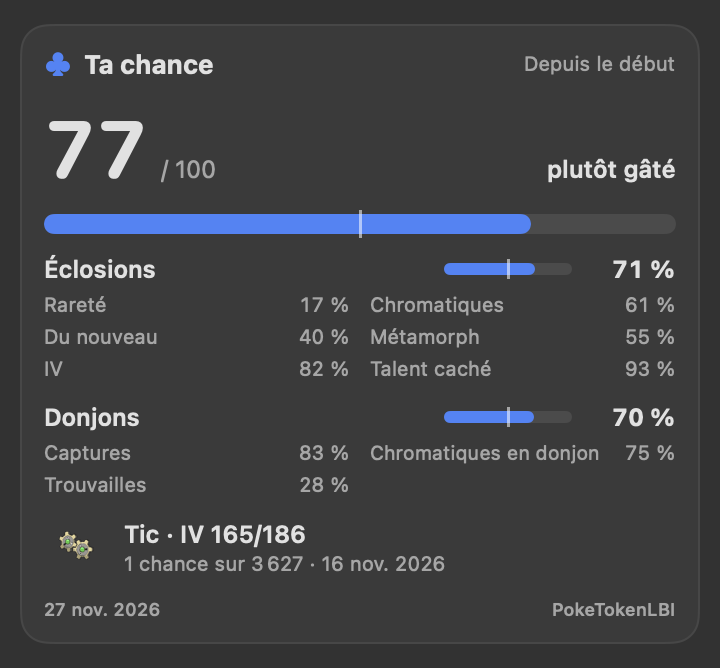 Ta chance Depuis le début
77 / 100 plutôt gâté
Éclosions 71 %
Rareté 17 % Chromatiques 61 %
Du nouveau 40 % Métamorph 55 %
IV 82 % Talent caché 93 %
Donjons 70 %
Captures 83 % Chromatiques en donjon 75 %
Trouvailles 28 %
Tic · IV 165/186
1 chance sur 3 627 · 16 nov. 2026
27 nov. 2026 PokeTokenLBI